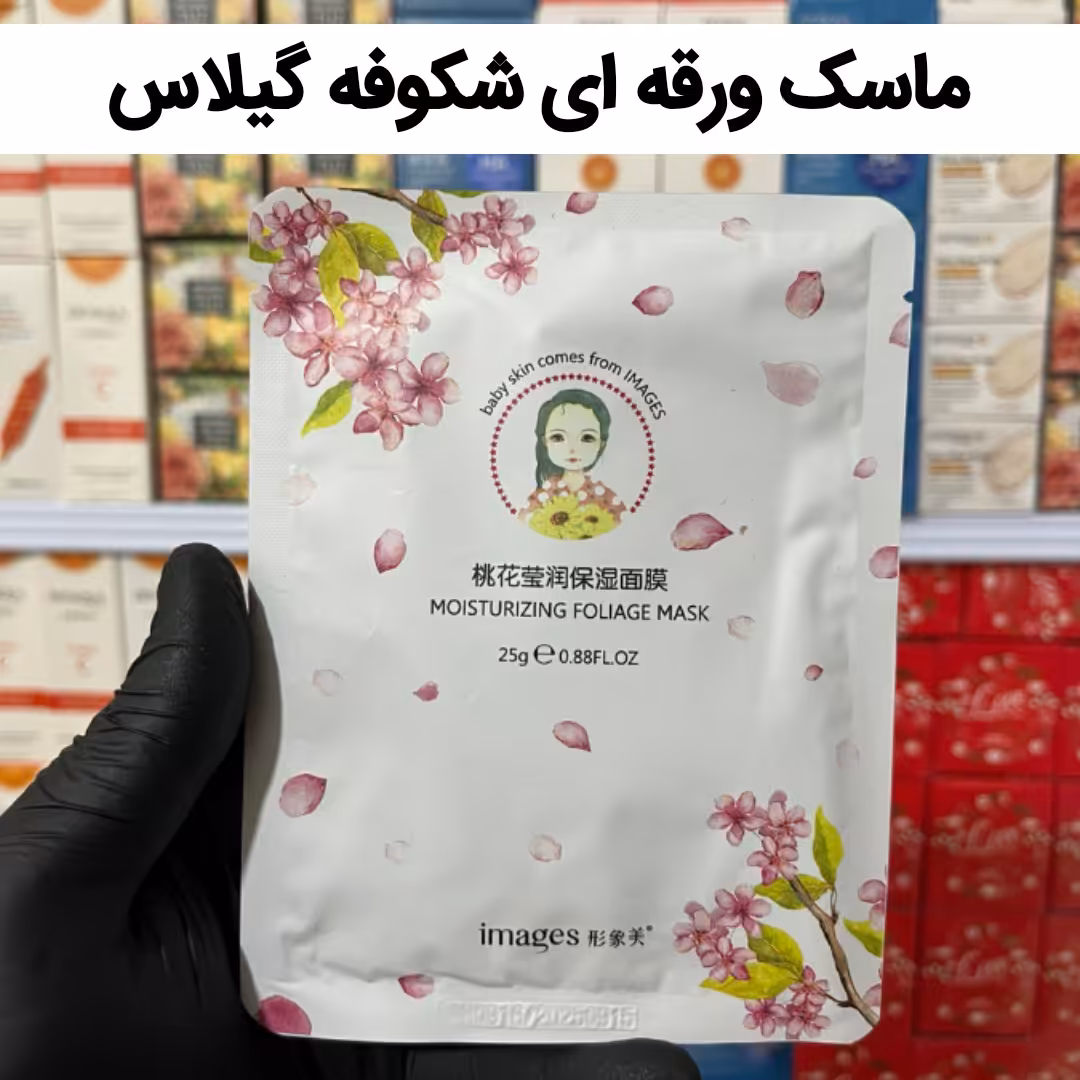 ماسک ورقه ای شکوفه گیلاس
baby skin comes from IMAGES
桃花莹润保湿面膜
MOISTURIZING FOLIAGE MASK
25g ℮ 0.88FL.OZ
images 形象美®